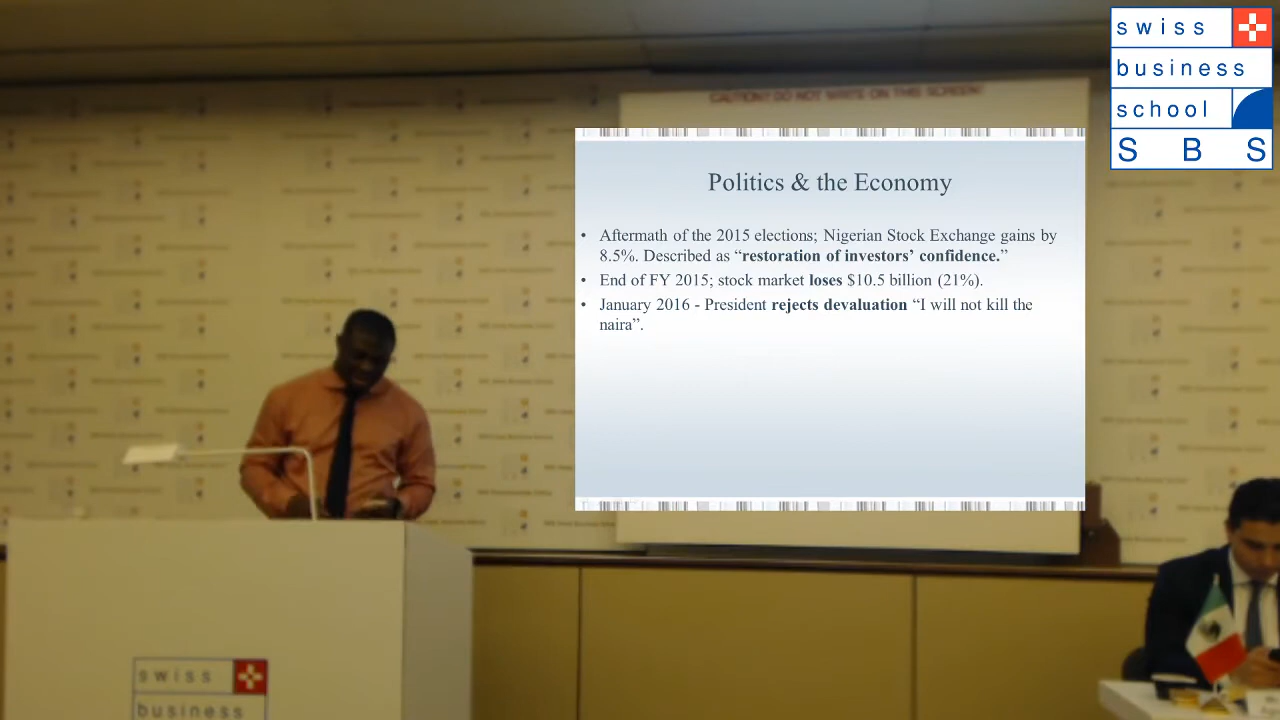 swiss
business
school
S B S
CAUTION! DO NOT WRITE ON THIS SCREEN!
Politics & the Economy
• Aftermath of the 2015 elections; Nigerian Stock Exchange gains by
8.5%. Described as “restoration of investors’ confidence.”
• End of FY 2015; stock market loses $10.5 billion (21%).
• January 2016 - President rejects devaluation “I will not kill the
naira”.
swiss
business